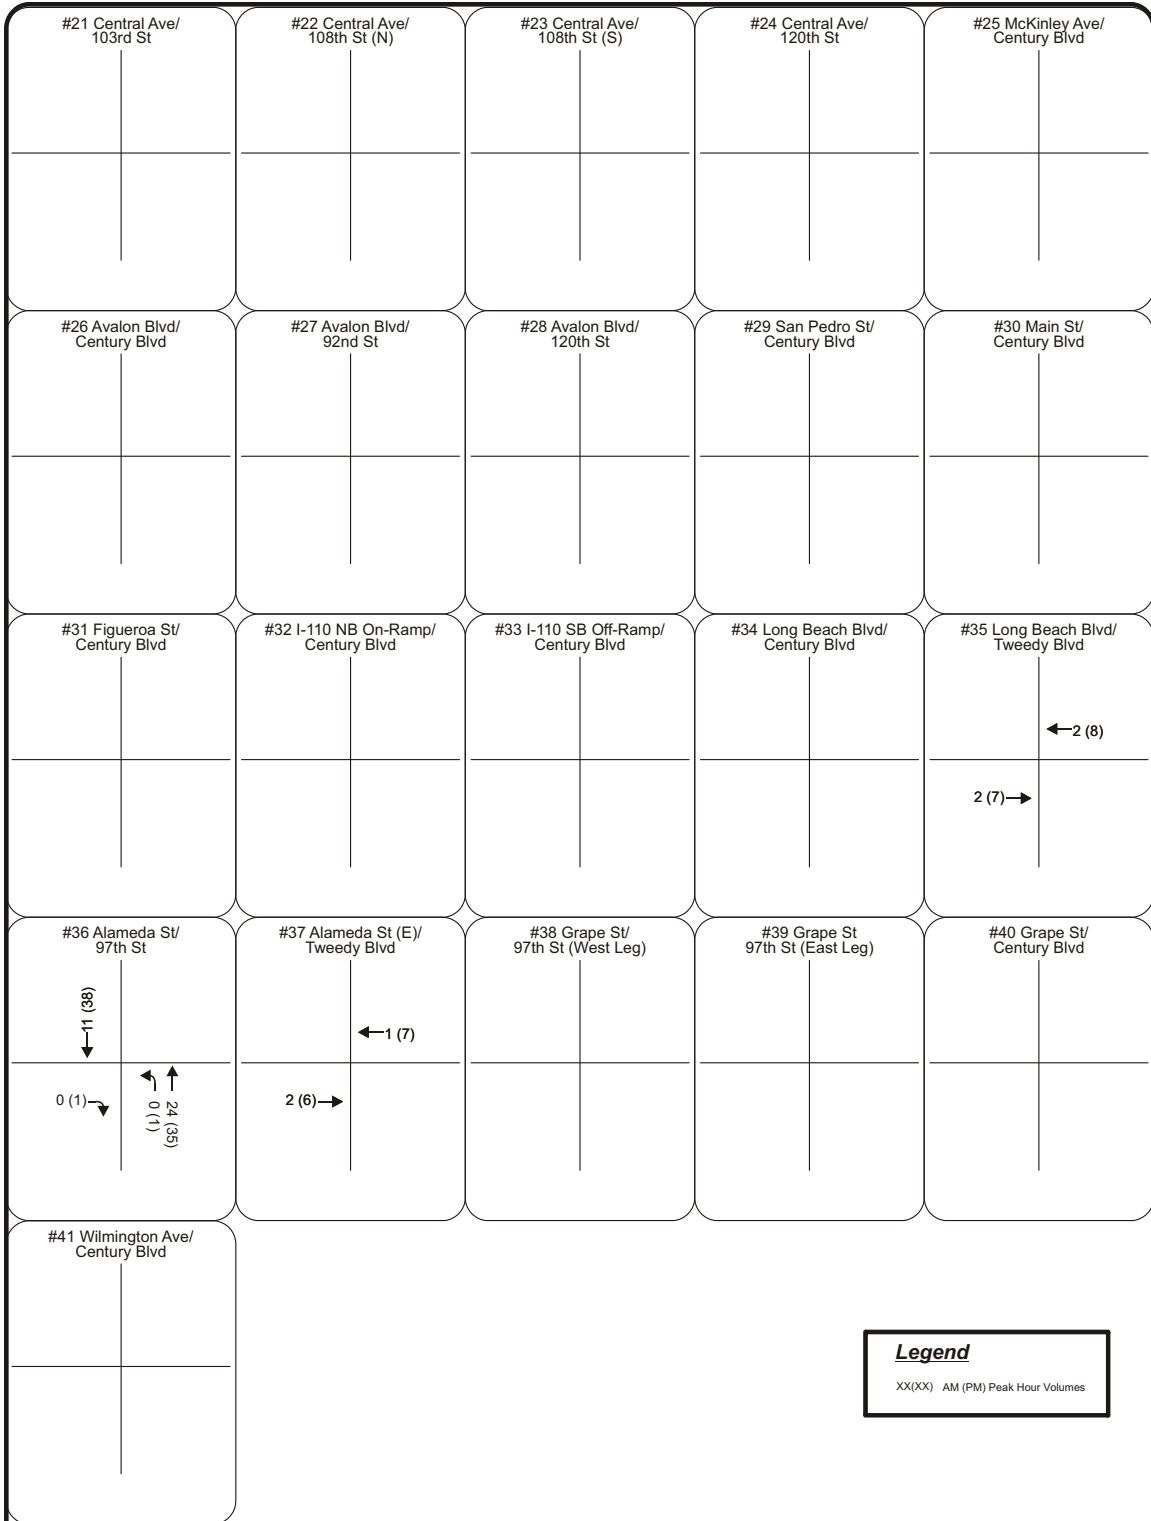 #21 Central Ave/
103rd St
#22 Central Ave/
108th St (N)
#23 Central Ave/
108th St (S)
#24 Central Ave/
120th St
#25 McKinley Ave/
Century Blvd
#26 Avalon Blvd/
Century Blvd
#27 Avalon Blvd/
92nd St
#28 Avalon Blvd/
120th St
#29 San Pedro St/
Century Blvd
#30 Main St/
Century Blvd
#31 Figueroa St/
Century Blvd
#32 I-110 NB On-Ramp/
Century Blvd
#33 I-110 SB Off-Ramp/
Century Blvd
#34 Long Beach Blvd/
Century Blvd
#35 Long Beach Blvd/
Tweedy Blvd
2 (8)
2 (7)
#36 Alameda St/
97th St
11 (38)
0 (1)
0 (1)
24 (35)
#37 Alameda St (E)/
Tweedy Blvd
1 (7)
2 (6)
#38 Grape St/
97th St (West Leg)
#39 Grape St
97th St (East Leg)
#40 Grape St/
Century Blvd
#41 Wilmington Ave/
Century Blvd
Legend
XX(XX) AM (PM) Peak Hour Volumes